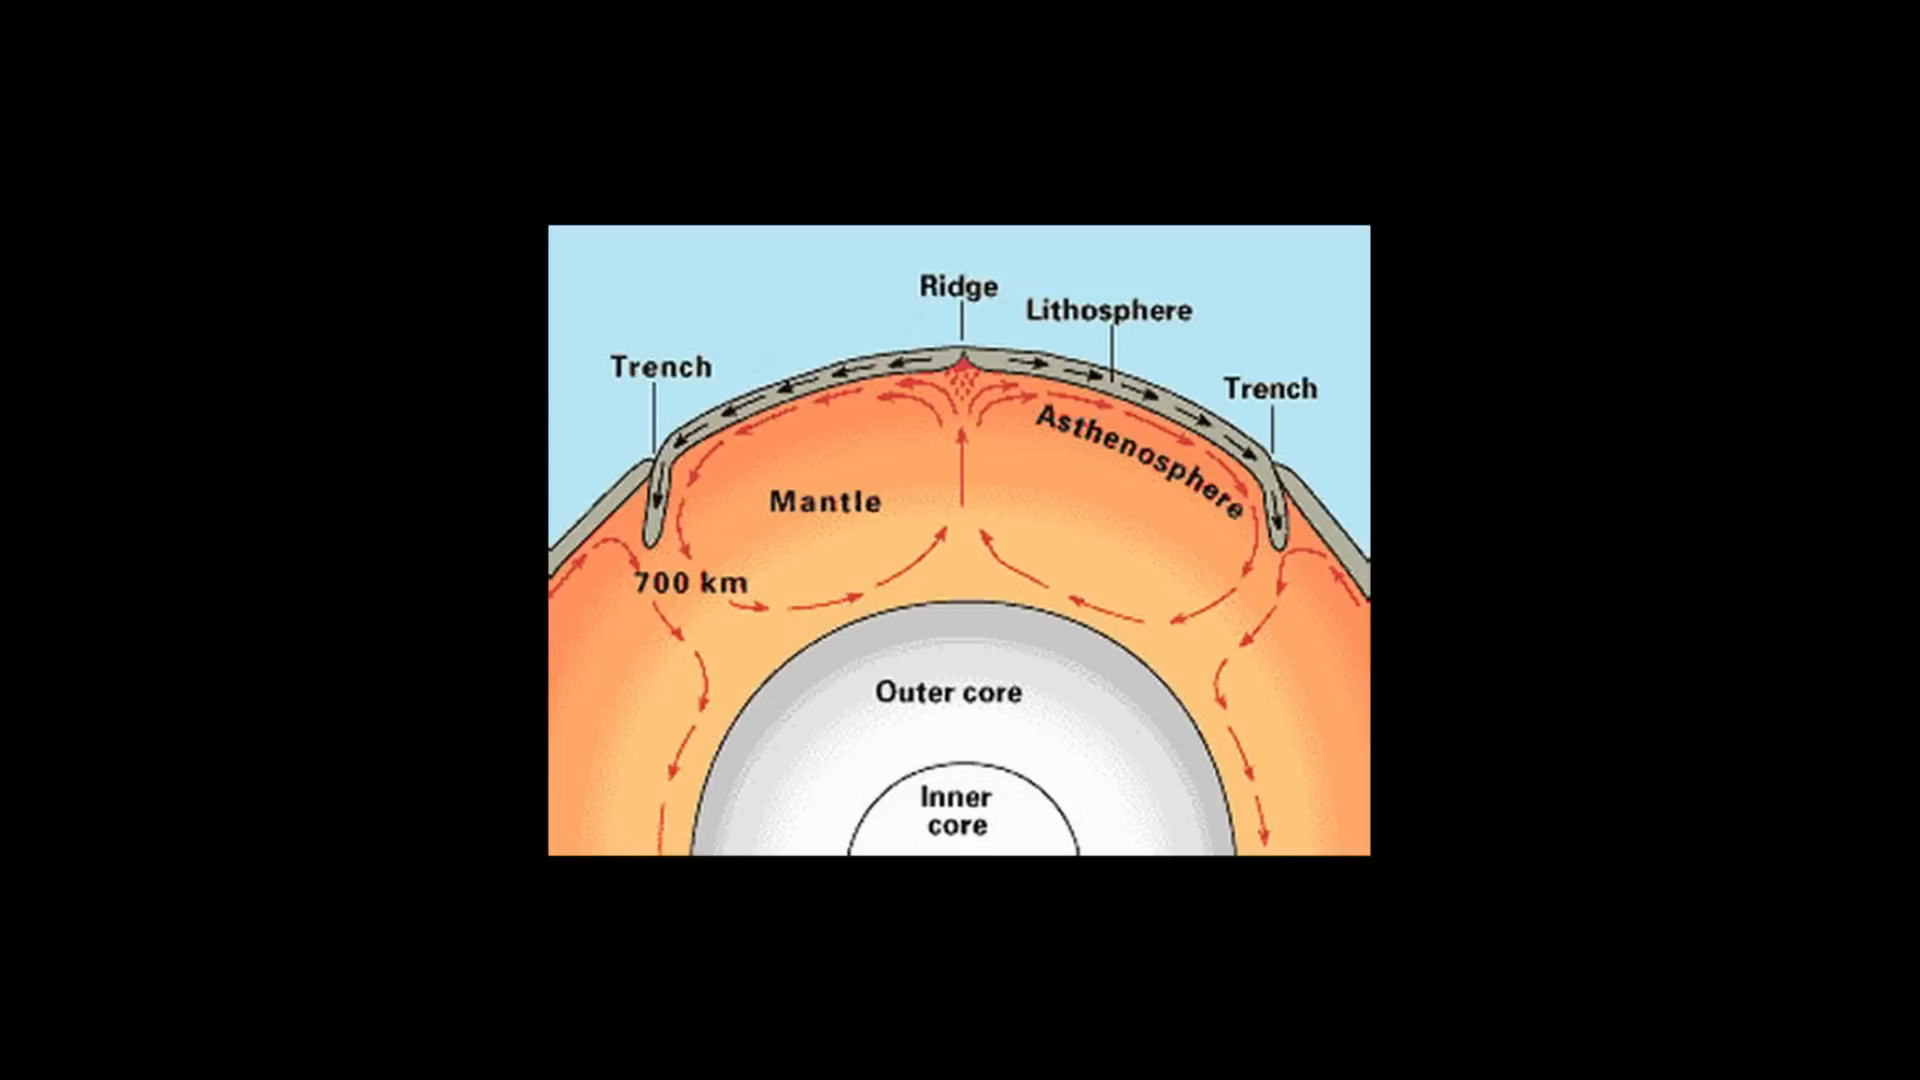 Ridge
Lithosphere
Trench
Trench
Asthenosphere
Mantle
700 km
Outer core
Inner
core